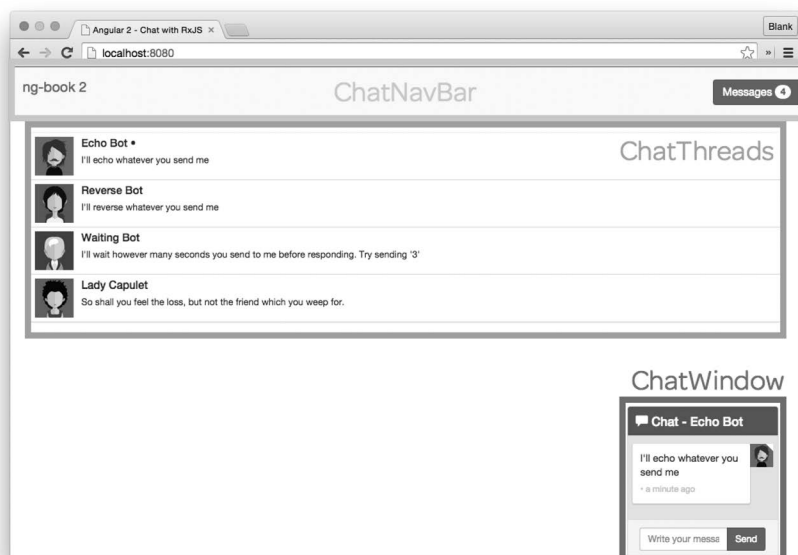 Angular 2 - Chat with RxJS ×
Blank
localhost:8080
ng-book 2
ChatNavBar
Messages 4
ChatThreads
Echo Bot •
I'll echo whatever you send me
Reverse Bot
I'll reverse whatever you send me
Waiting Bot
I'll wait however many seconds you send to me before responding. Try sending '3'
Lady Capulet
So shall you feel the loss, but not the friend which you weep for.
ChatWindow
Chat - Echo Bot
I'll echo whatever you
send me
• a minute ago
Write your messa
Send